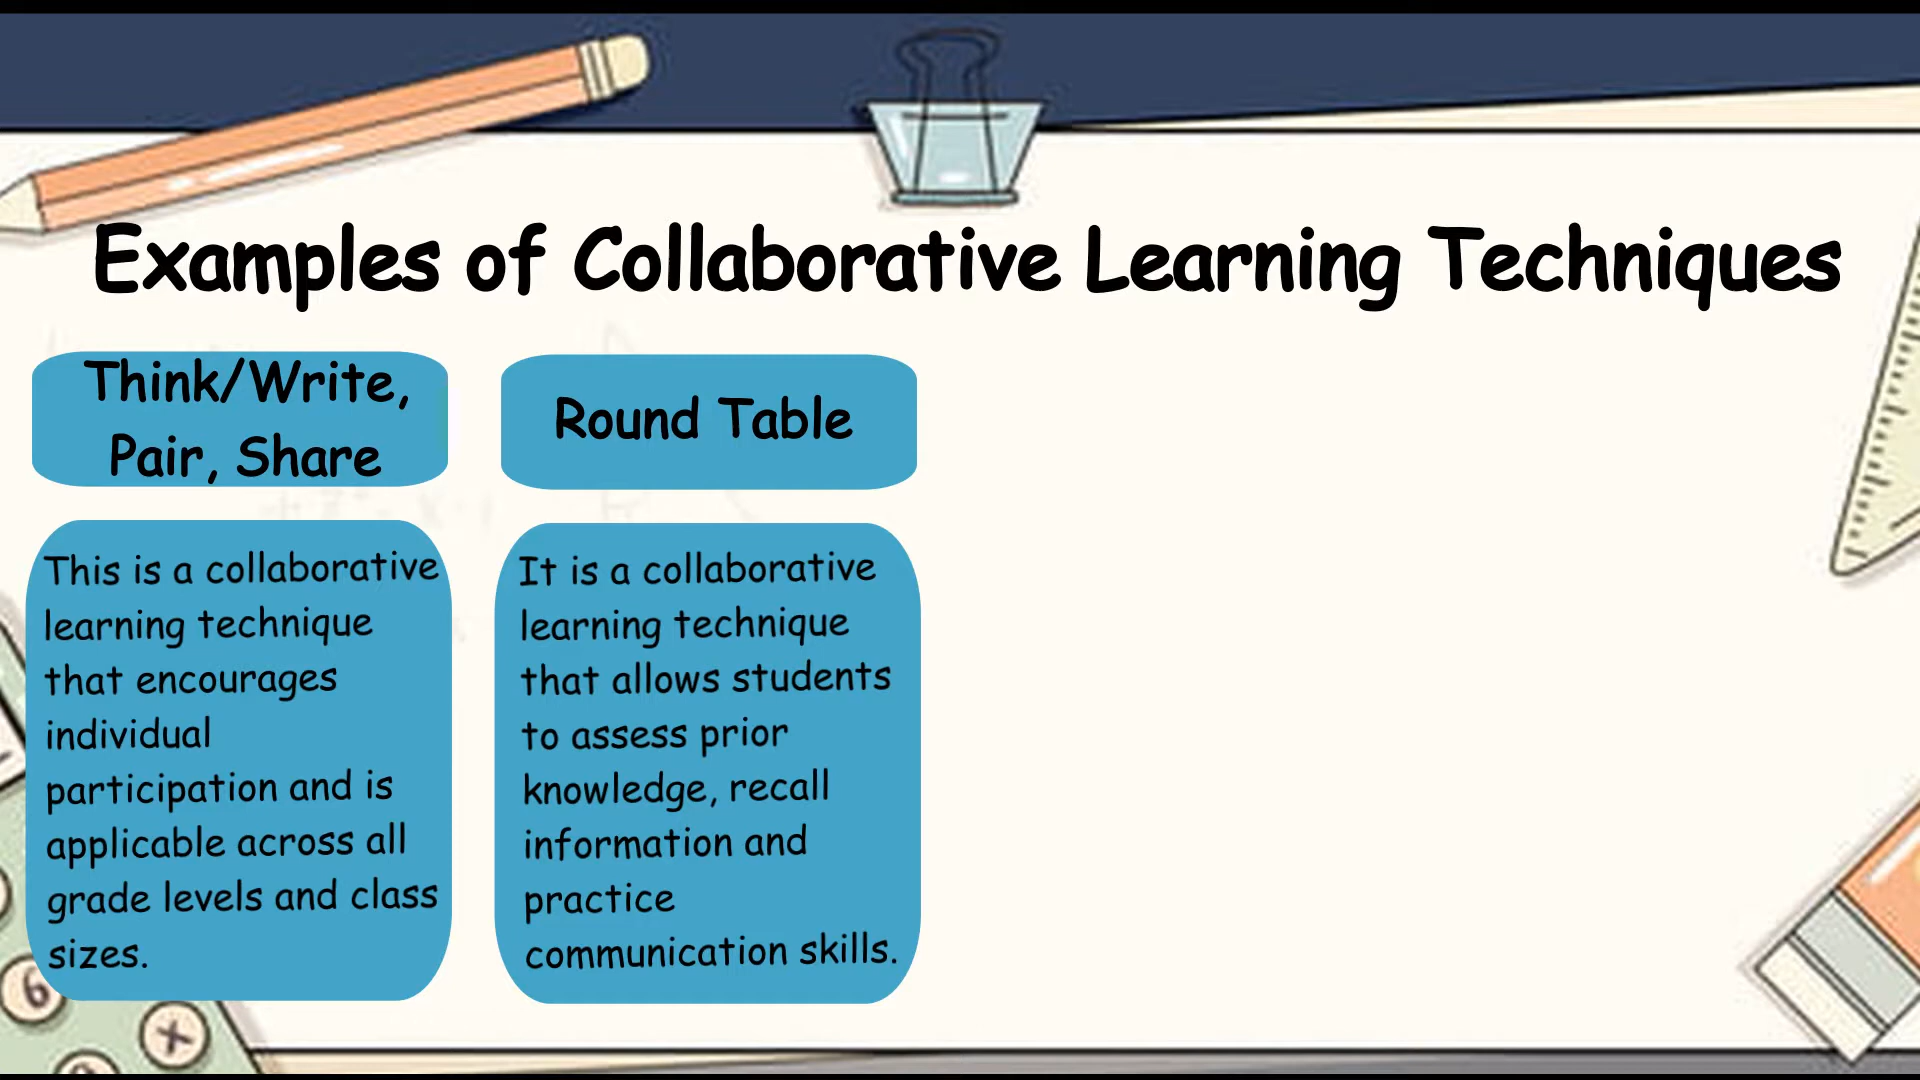 Examples of Collaborative Learning Techniques
Think/Write,
Pair, Share
This is a collaborative
learning technique
that encourages
individual
participation and is
applicable across all
grade levels and class
sizes.
Round Table
It is a collaborative
learning technique
that allows students
to assess prior
knowledge, recall
information and
practice
communication skills.
6
×